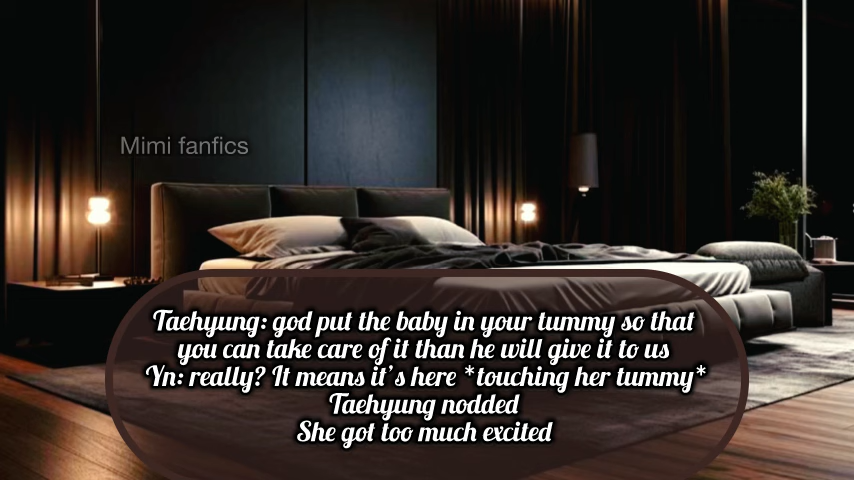 Mimi fanfics
Taehyung: god put the baby in your tummy so that
you can take care of it than he will give it to us
Yn: really? It means it's here *touching her tummy*
Taehyung nodded
She got too much excited